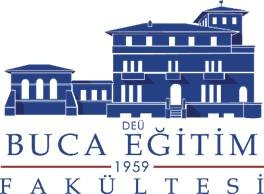 DEÜ
BUCA EĞİTİM
1959
FAKÜLTESİ